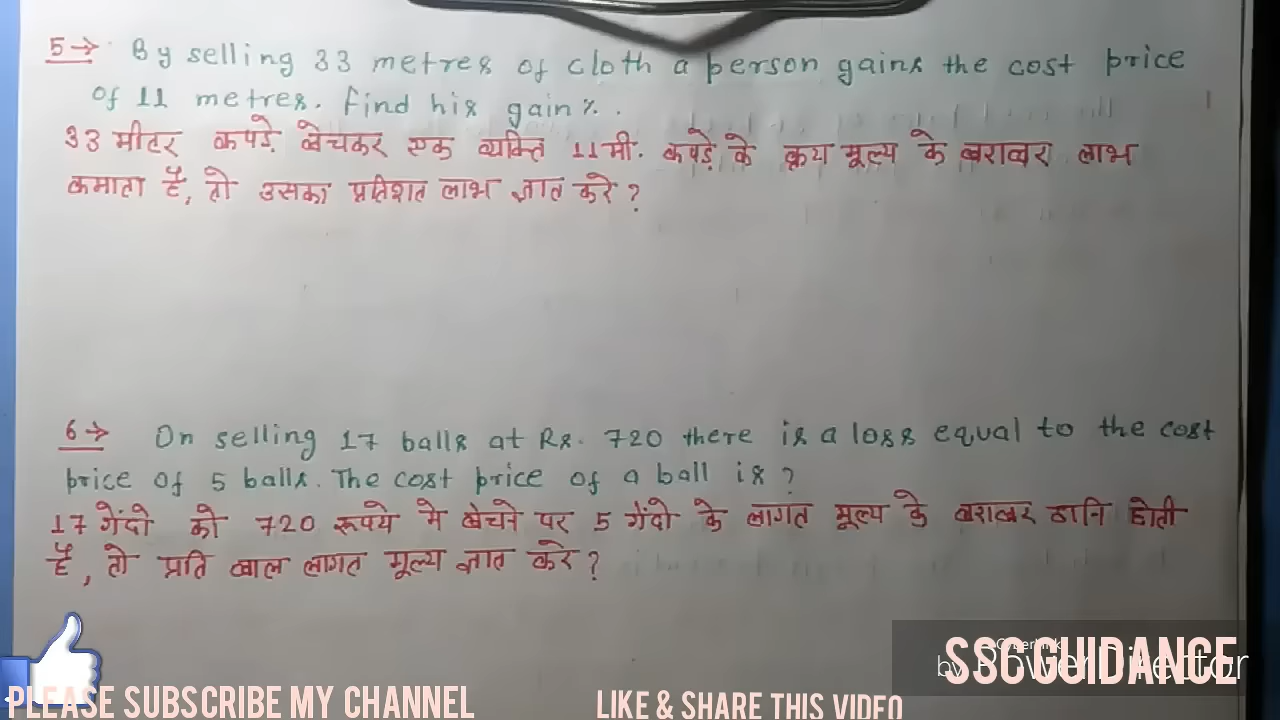 5→ By selling 33 metres of cloth a person gains the cost price
of 11 metres. find his gain%.
33 मीटर कपड़े बेचकर एक व्यक्ति 11मी. कपड़े के क्रय मूल्य के बराबर लाभ
कमाता है, तो उसका प्रतिशत लाभ ज्ञात करे ?
6→ On selling 17 balls at Rs. 720 there is a loss equal to the cost
price of 5 balls. The cost price of a ball is ?
17 गेंदो को 720 रूपये मे बेचने पर 5 गेंदो के लागत मूल्य के बराबर हानि होती
है, तो प्रति बाल लागत मूल्य ज्ञात करे ?
SSCGUIDANCE
by PowerDirector
PLEASE SUBSCRIBE MY CHANNEL
LIKE & SHARE THIS VIDEO